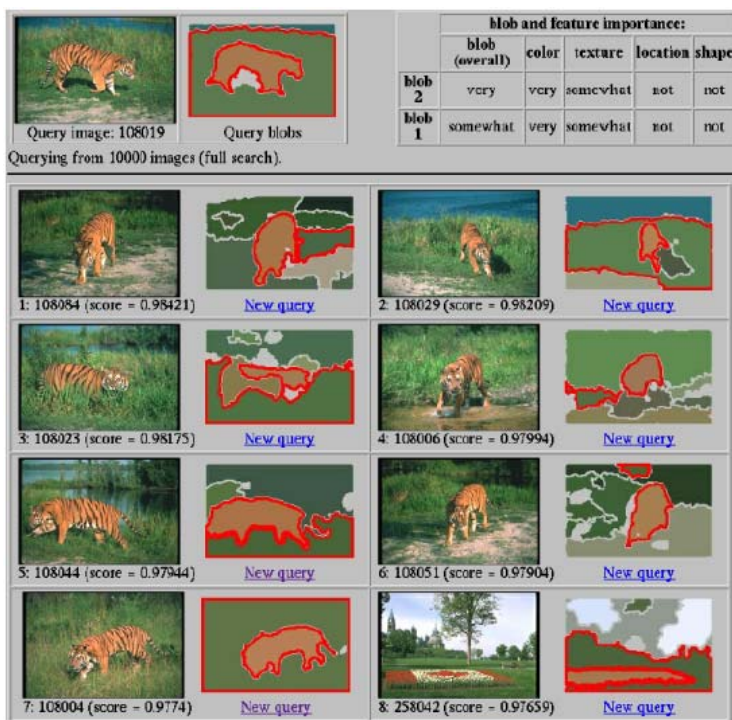 blob and feature importance:
blob (overall) color texture location shape
blob 2 very very somewhat not not
blob 1 somewhat very somewhat not not
Query image: 108019 Query blobs
Querying from 10000 images (full search).
1: 108084 (score = 0.98421) New query 2: 108029 (score = 0.98209) New query
3: 108023 (score = 0.98175) New query 4: 108006 (score = 0.97994) New query
5: 108044 (score = 0.97944) New query 6: 108051 (score = 0.97904) New query
7: 108004 (score = 0.9774) New query 8: 258042 (score = 0.97659) New query